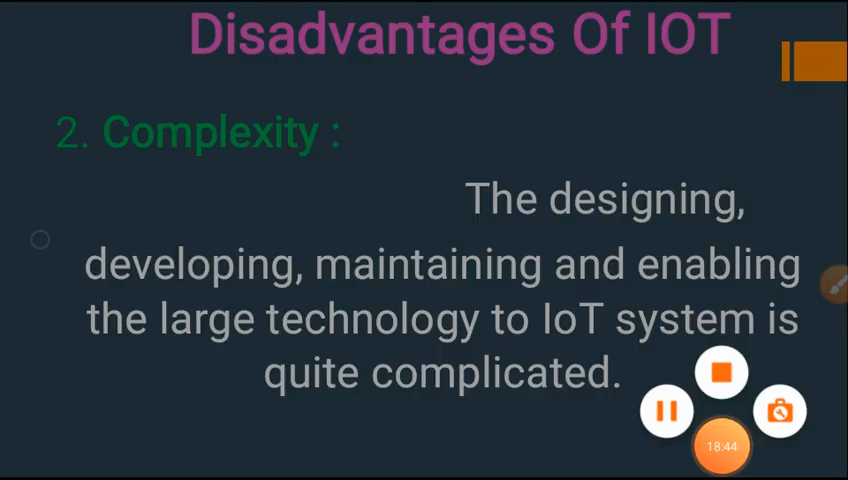 Disadvantages Of IOT
2. Complexity :
The designing,
developing, maintaining and enabling
the large technology to IoT system is
quite complicated.
18:44